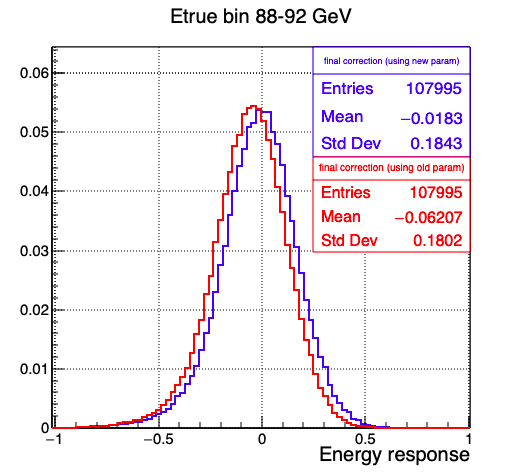 Etrue bin 88-92 GeV
final correction (using new param)
Entries 107995
Mean −0.0183
Std Dev 0.1843
final correction (using old param)
Entries 107995
Mean −0.06207
Std Dev 0.1802
0.06
0.05
0.04
0.03
0.02
0.01
0
−1 −0.5 0 0.5 1
Energy response